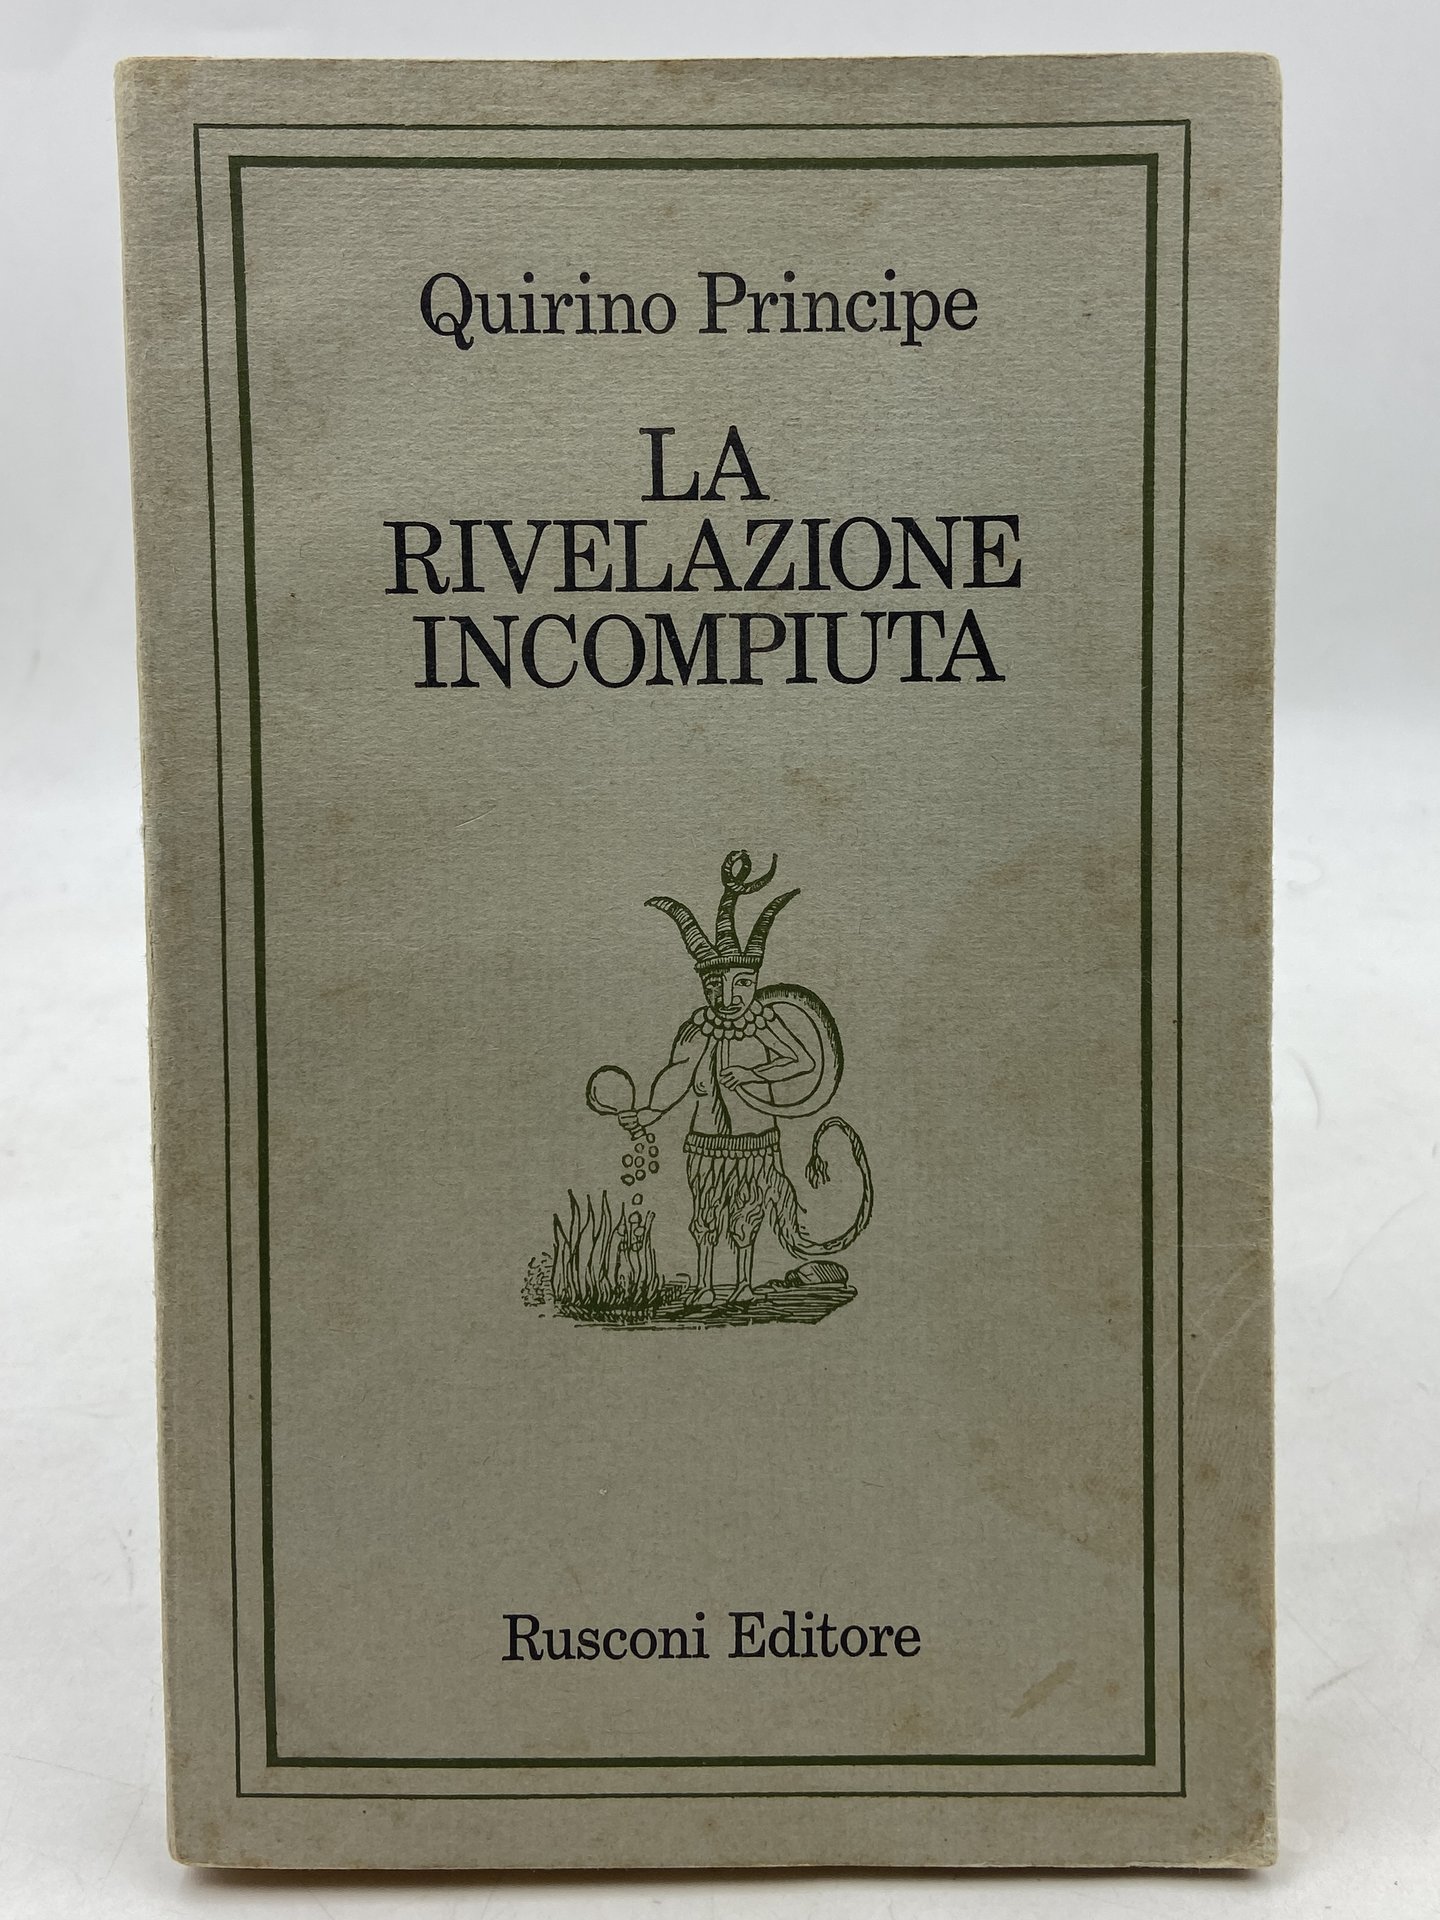 Quirino Principe
LA
RIVELAZIONE
INCOMPIUTA
Rusconi Editore